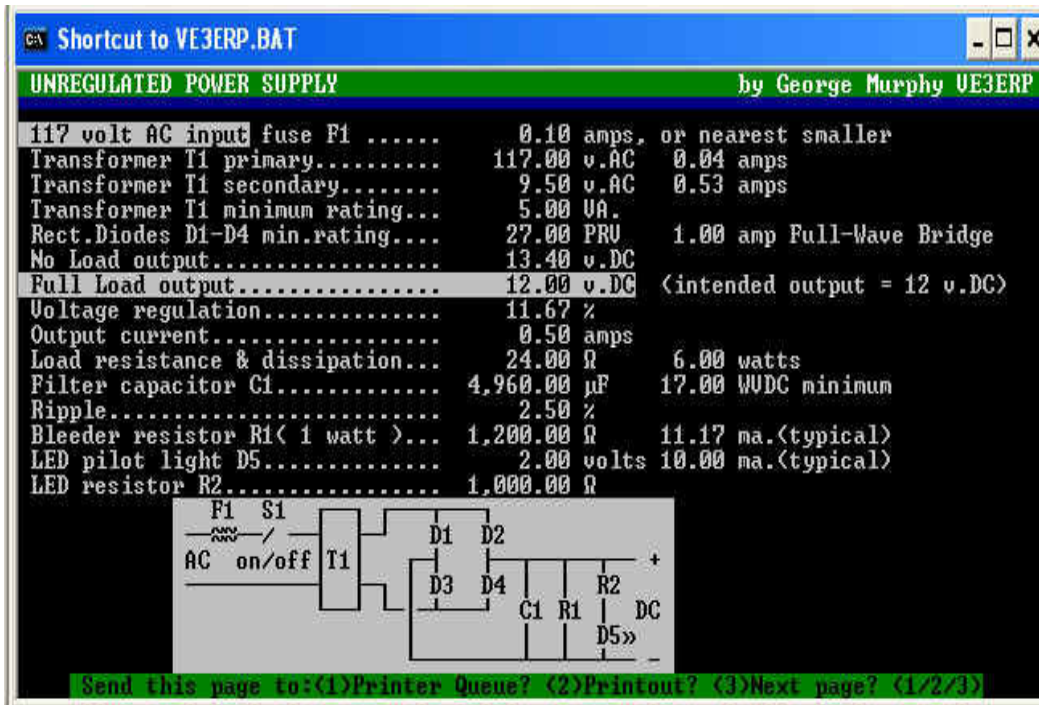 Shortcut to VE3ERP.BAT
UNREGULATED POWER SUPPLY by George Murphy VE3ERP
117 volt AC input fuse F1 ...... 0.10 amps, or nearest smaller
Transformer T1 primary........... 117.00 v.AC 0.04 amps
Transformer T1 secondary......... 9.50 v.AC 0.53 amps
Transformer T1 minimum rating... 5.00 VA.
Rect.Diodes D1-D4 min.rating.... 27.00 PRV 1.00 amp Full-Wave Bridge
No Load output.................. 13.40 v.DC
Full Load output................ 12.00 v.DC (intended output = 12 v.DC)
Voltage regulation.............. 11.67 %
Output current.................. 0.50 amps
Load resistance & dissipation... 24.00 Ω 6.00 watts
Filter capacitor C1............. 4,960.00 µF 17.00 WVDC minimum
Ripple.......................... 2.50 %
Bleeder resistor R1( 1 watt )... 1,200.00 Ω 11.17 ma.(typical)
LED pilot light D5.............. 2.00 volts 10.00 ma.(typical)
LED resistor R2................. 1,000.00 Ω
F1 S1
D1 D2
AC on/off T1 +
D3 D4 R2
C1 R1 DC
D5»
-
Send this page to:(1)Printer Queue? (2)Printout? (3)Next page? (1/2/3)